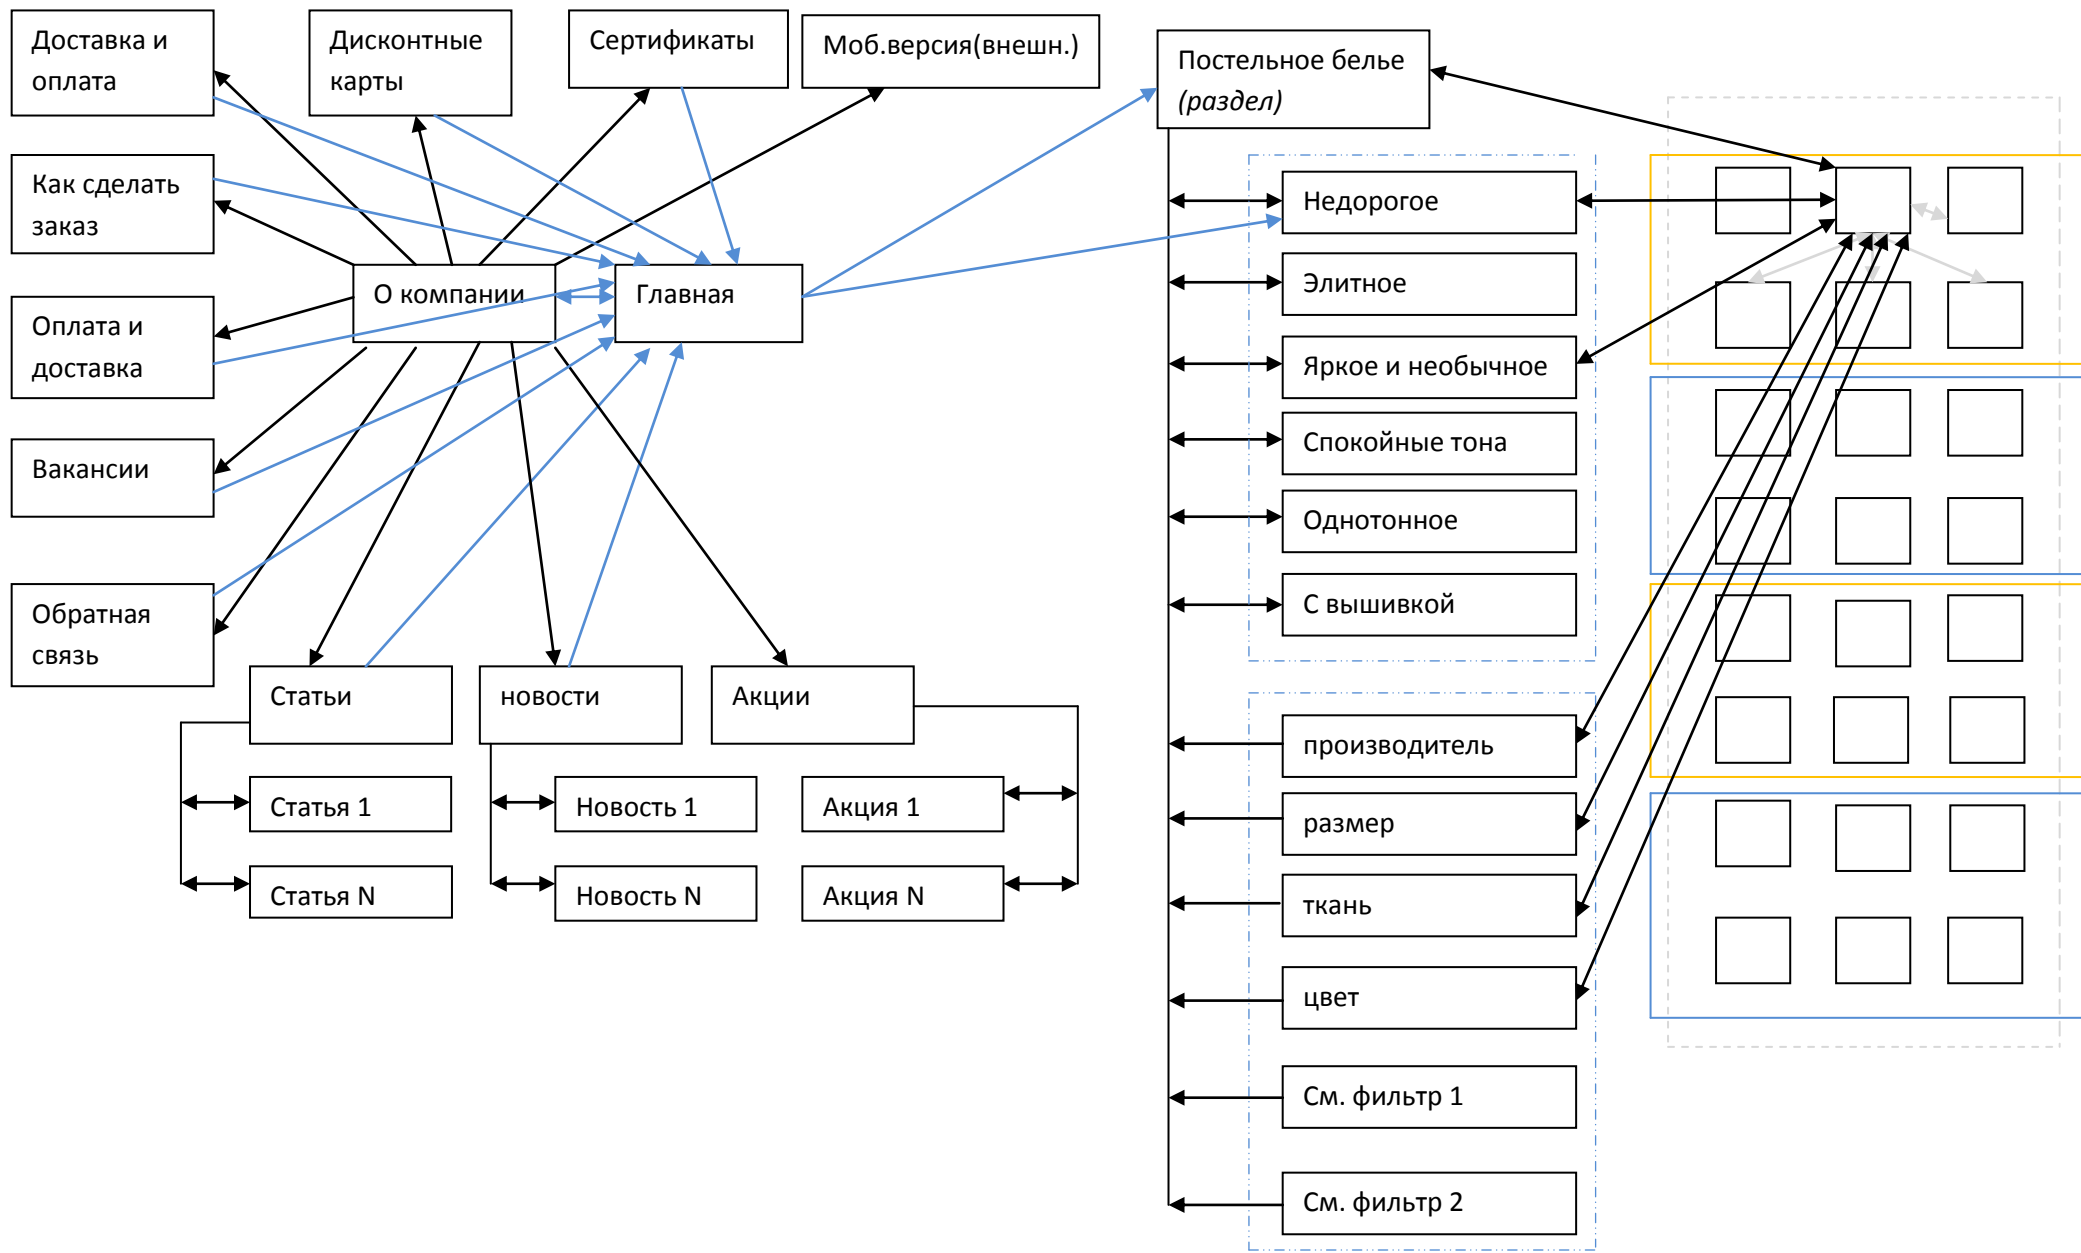 Доставка и
оплата
Дисконтные
карты
Сертификаты
Моб.версия(внешн.)
Постельное белье
(раздел)
Как сделать
заказ
Недорогое
О компании
Главная
Элитное
Оплата и
доставка
Яркое и необычное
Спокойные тона
Вакансии
Однотонное
С вышивкой
Обратная
связь
Статьи
новости
Акции
производитель
Статья 1
Новость 1
Акция 1
размер
Статья N
Новость N
Акция N
ткань
цвет
См. фильтр 1
См. фильтр 2